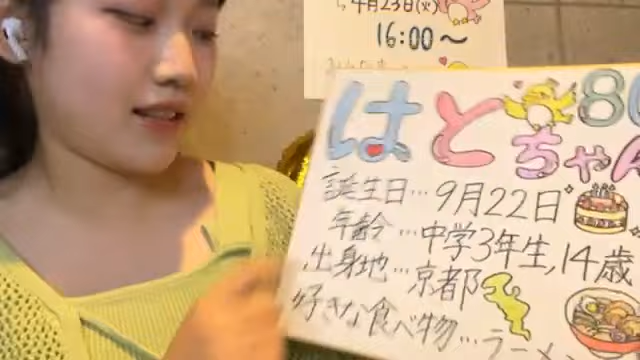 4月23日(火)
16:00～
はとちゃん
誕生日…9月22日
年齢…中学3年生,14歳
出身地…京都
好きな食べ物…ラーメ